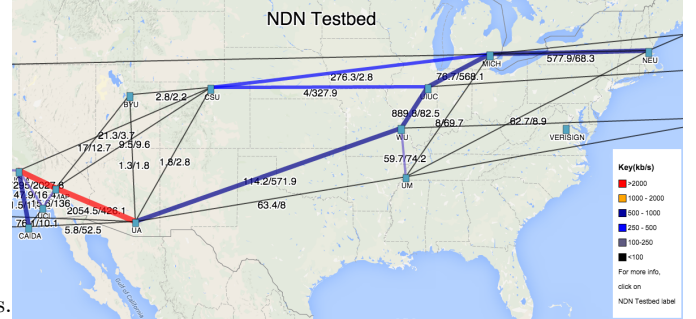 NDN Testbed
577.9/68.3
NEU
MICH
276.3/2.8
4/327.9
CSU
2.8/2.2
BYU
889.8/82.5
WU
8/69.7
62.7/8.9
VERISIGN
21.3/3.7
17/12.7
9.5/9.6
1.3/1.8
1.8/2.8
59.7/74.2
UM
114.2/571.9
63.4/8
2054.5/426.1
UA
5.8/52.5
CAIDA
Key(kb/s)
>2000
1000 - 2000
500 - 1000
250 - 500
100-250
<100
For more info,
click on
NDN Testbed label
Gulf of California
s.